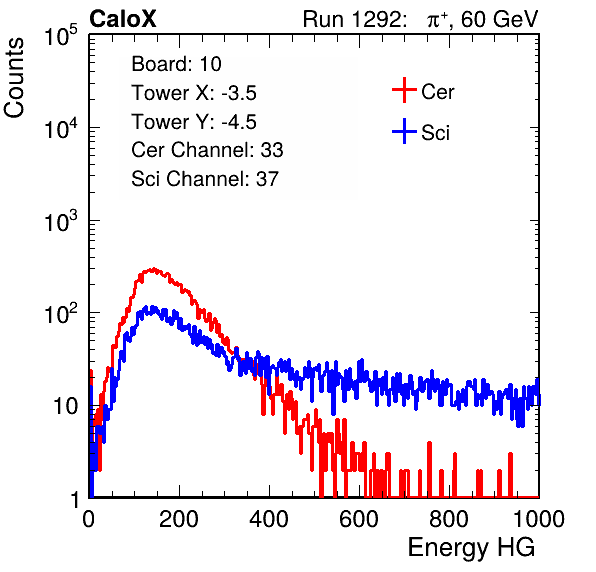 CaloX Run 1292: π⁺, 60 GeV
Counts
Board: 10
Tower X: -3.5
Tower Y: -4.5
Cer Channel: 33
Sci Channel: 37
Cer
Sci
10⁵
10⁴
10³
10²
10
1
0 200 400 600 800 1000
Energy HG